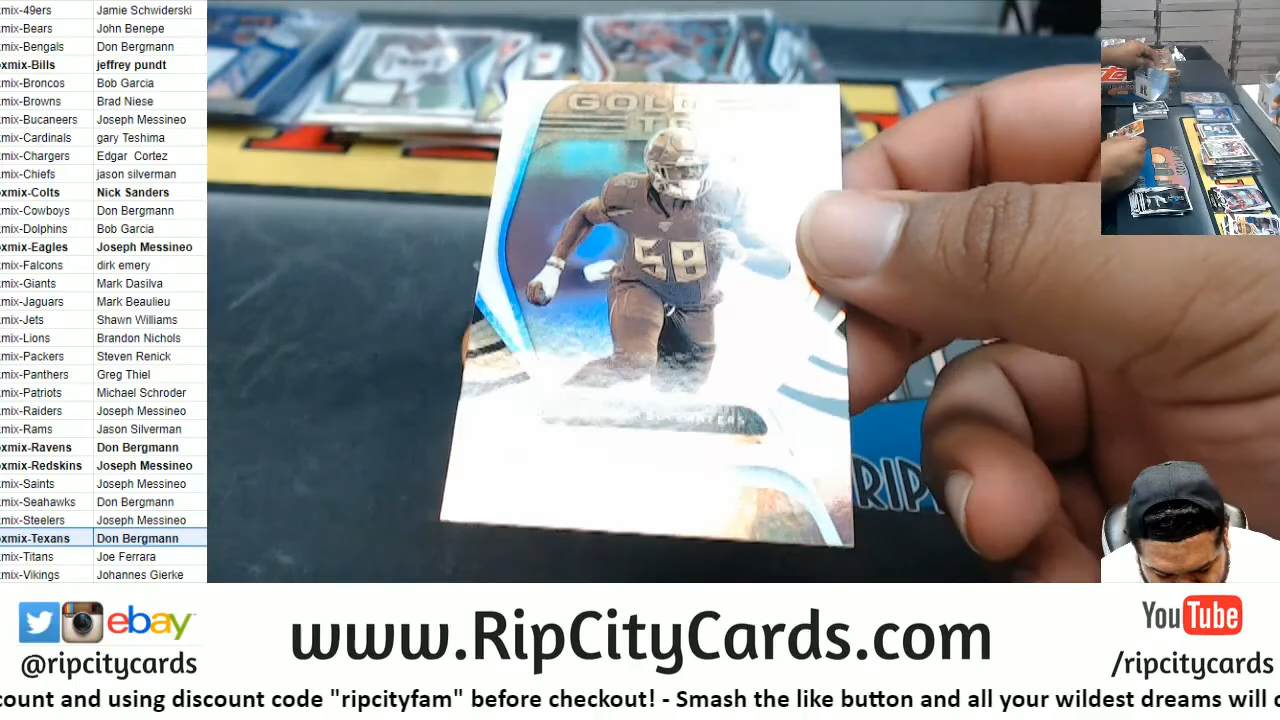 mix-49ers Jamie Schwiderski
mix-Bears John Benepe
mix-Bengals Don Bergmann
xmix-Bills jeffrey pundt
mix-Broncos Bob Garcia
mix-Browns Brad Niese
mix-Bucaneers Joseph Messineo
mix-Cardinals gary Teshima
mix-Chargers Edgar Cortez
mix-Chiefs jason silverman
oxmix-Colts Nick Sanders
mix-Cowboys Don Bergmann
mix-Dolphins Bob Garcia
oxmix-Eagles Joseph Messineo
mix-Falcons dirk emery
mix-Giants Mark Dasilva
mix-Jaguars Mark Beaulieu
mix-Jets Shawn Williams
mix-Lions Brandon Nichols
mix-Packers Steven Renick
mix-Panthers Greg Thiel
mix-Patriots Michael Schroder
mix-Raiders Joseph Messineo
mix-Rams Jason Silverman
oxmix-Ravens Don Bergmann
oxmix-Redskins Joseph Messineo
mix-Saints Joseph Messineo
mix-Seahawks Don Bergmann
mix-Steelers Joseph Messineo
oxmix-Texans Don Bergmann
mix-Titans Joe Ferrara
mix-Vikings Johannes Gierke
GOLD
58
RIP
ebay
@ripcitycards
www.RipCityCards.com
YouTube
/ripcitycards
count and using discount code "ripcityfam" before checkout! - Smash the like button and all your wildest dreams will c